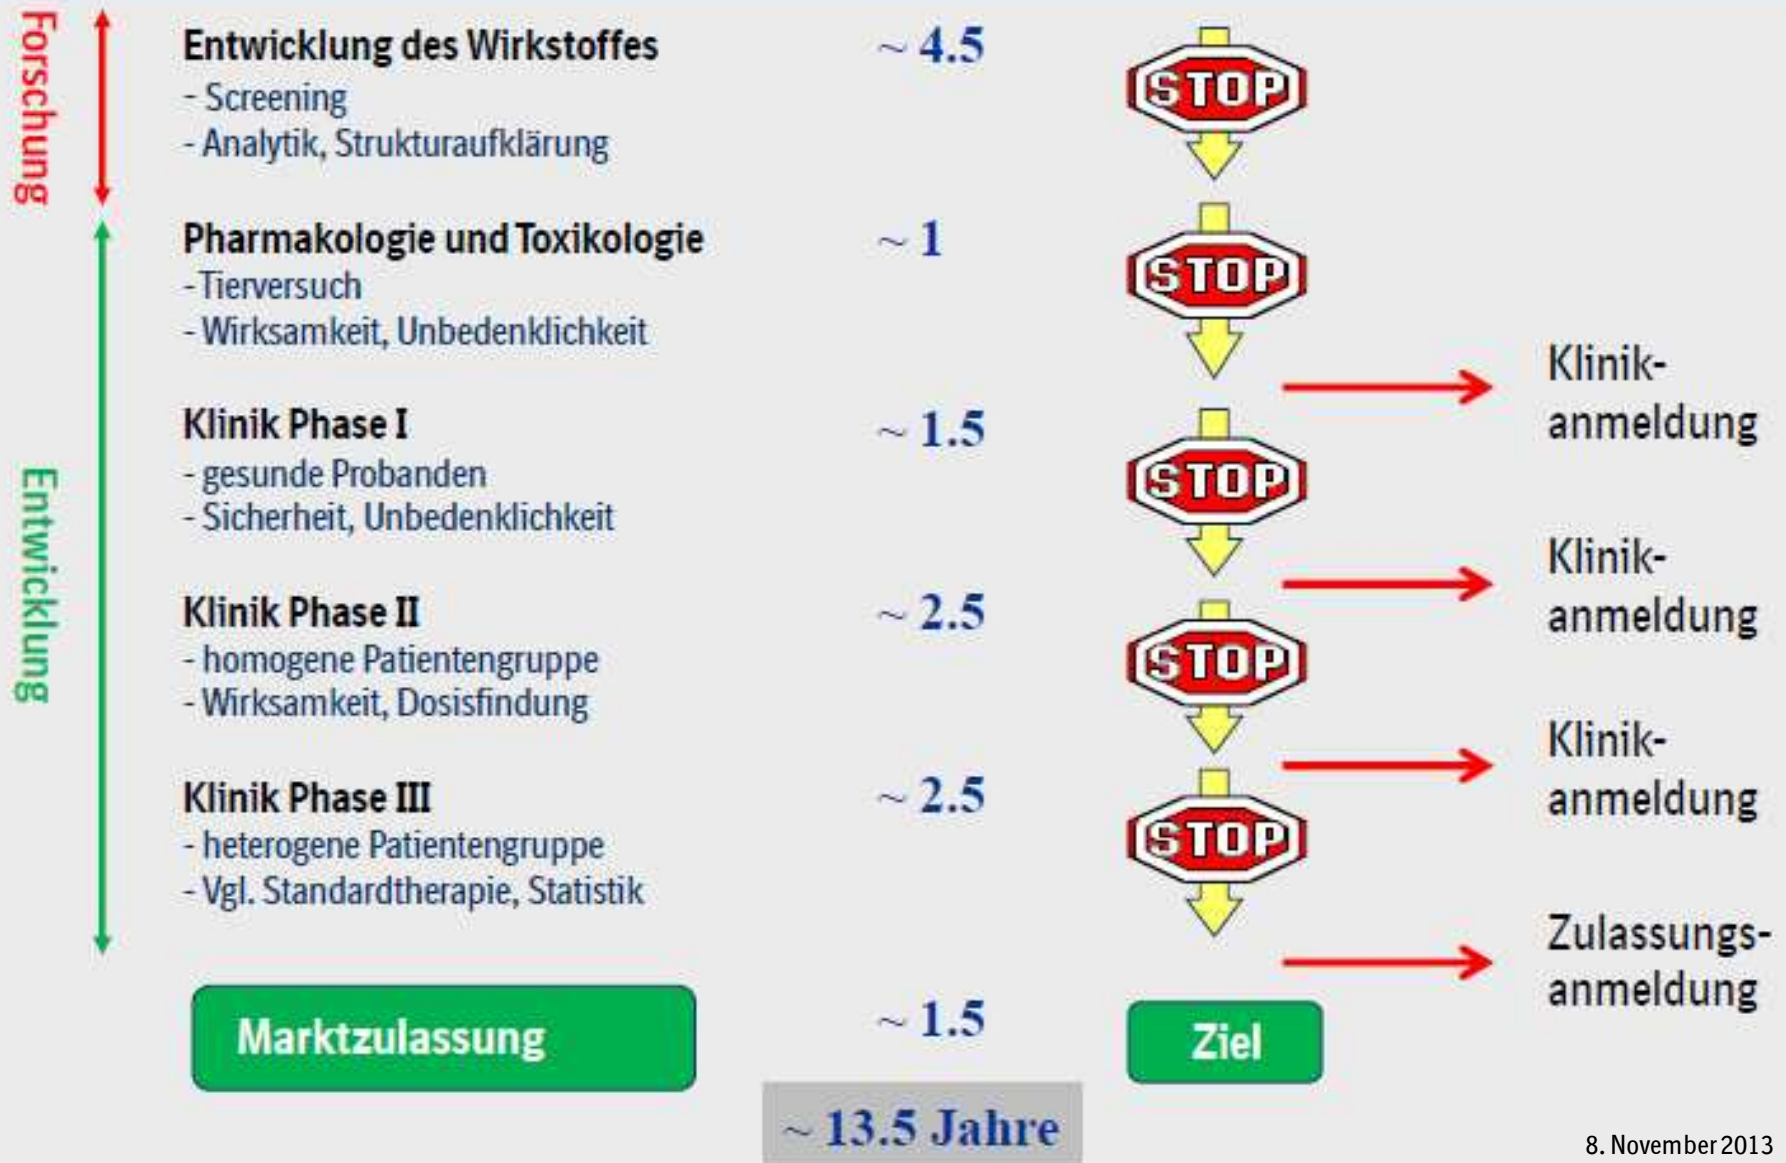 Forschung
Entwicklung des Wirkstoffes
~ 4.5
STOP
- Screening
- Analytik, Strukturaufklärung
Entwicklung
Pharmakologie und Toxikologie
~ 1
STOP
- Tierversuch
- Wirksamkeit, Unbedenklichkeit
Klinik-
anmeldung
Klinik Phase I
~ 1.5
STOP
- gesunde Probanden
- Sicherheit, Unbedenklichkeit
Klinik-
anmeldung
Klinik Phase II
~ 2.5
STOP
- homogene Patientengruppe
- Wirksamkeit, Dosisfindung
Klinik-
anmeldung
Klinik Phase III
~ 2.5
STOP
- heterogene Patientengruppe
- Vgl. Standardtherapie, Statistik
Zulassungs-
anmeldung
Marktzulassung
~ 1.5
Ziel
~ 13.5 Jahre
8. November 2013